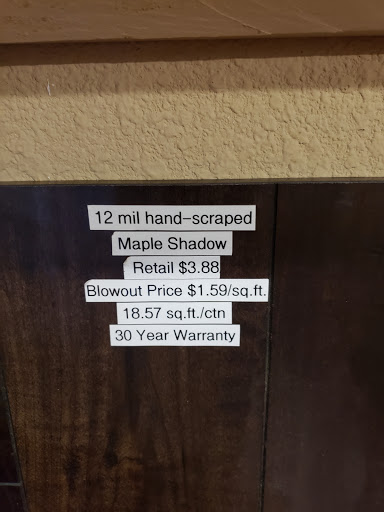 12 mil hand-scraped
Maple Shadow
Retail $3.88
Blowout Price $1.59/sq.ft.
18.57 sq.ft./ctn
30 Year Warranty